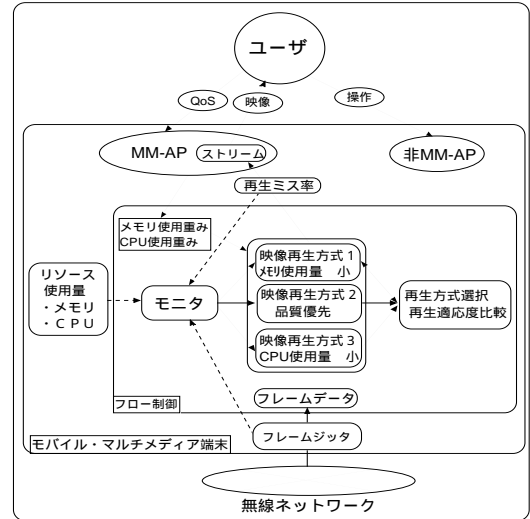 ユーザ
QoS
映像
操作
MM-AP
ストリーム
非MM-AP
再生ミス率
メモリ使用重み
CPU使用重み
リソース
使用量
・メモリ
・ＣＰＵ
モニタ
映像再生方式１
ﾒﾓﾘ使用量　小
映像再生方式２
品質優先
映像再生方式３
CPU使用量　小
再生方式選択
再生適応度比較
フレームデータ
フロー制御
フレームジッタ
モバイル・マルチメディア端末
無線ネットワーク